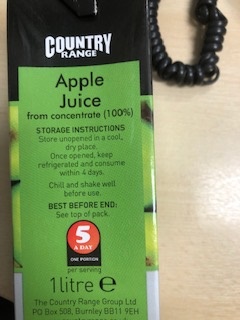 COUNTRY
RANGE
Apple
Juice
from concentrate (100%)
STORAGE INSTRUCTIONS
Store unopened in a cool,
dry place.
Once opened, keep
refrigerated and consume
within 4 days.
Chill and shake well
before use.
BEST BEFORE END:
See top of pack.
5
A DAY
ONE PORTION
per serving
1 litre e
The Country Range Group Ltd
PO Box 508, Burnley BB11 9EH